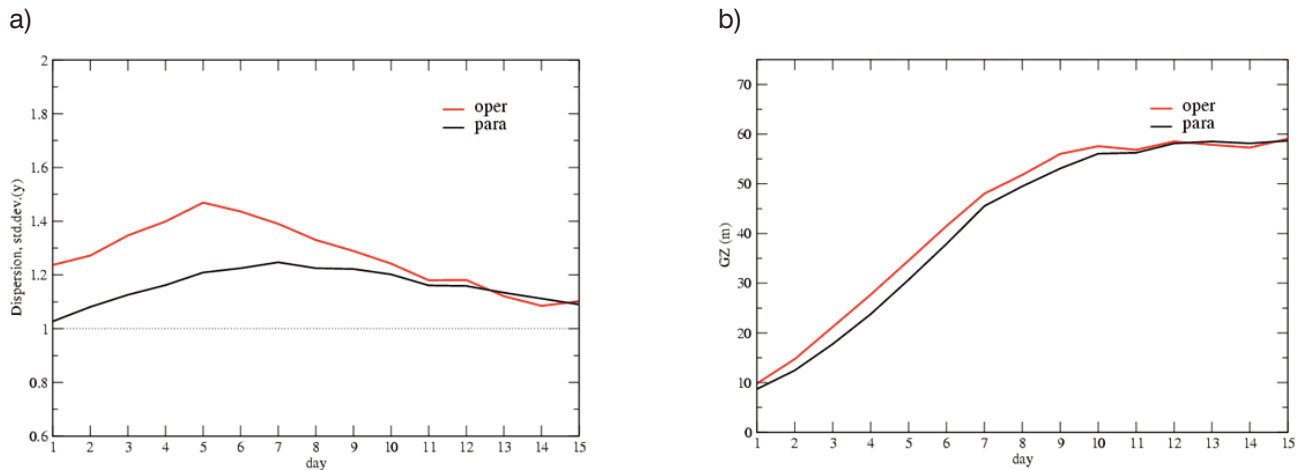 a)
2
1.8
1.6
1.4
1.2
1
0.8
0.6
Dispersion, std.dev.(y)
oper
para
1 2 3 4 5 6 7 8 9 10 11 12 13 14 15
day
b)
70
60
50
40
30
20
10
0
GZ (m)
oper
para
1 2 3 4 5 6 7 8 9 10 11 12 13 14 15
day